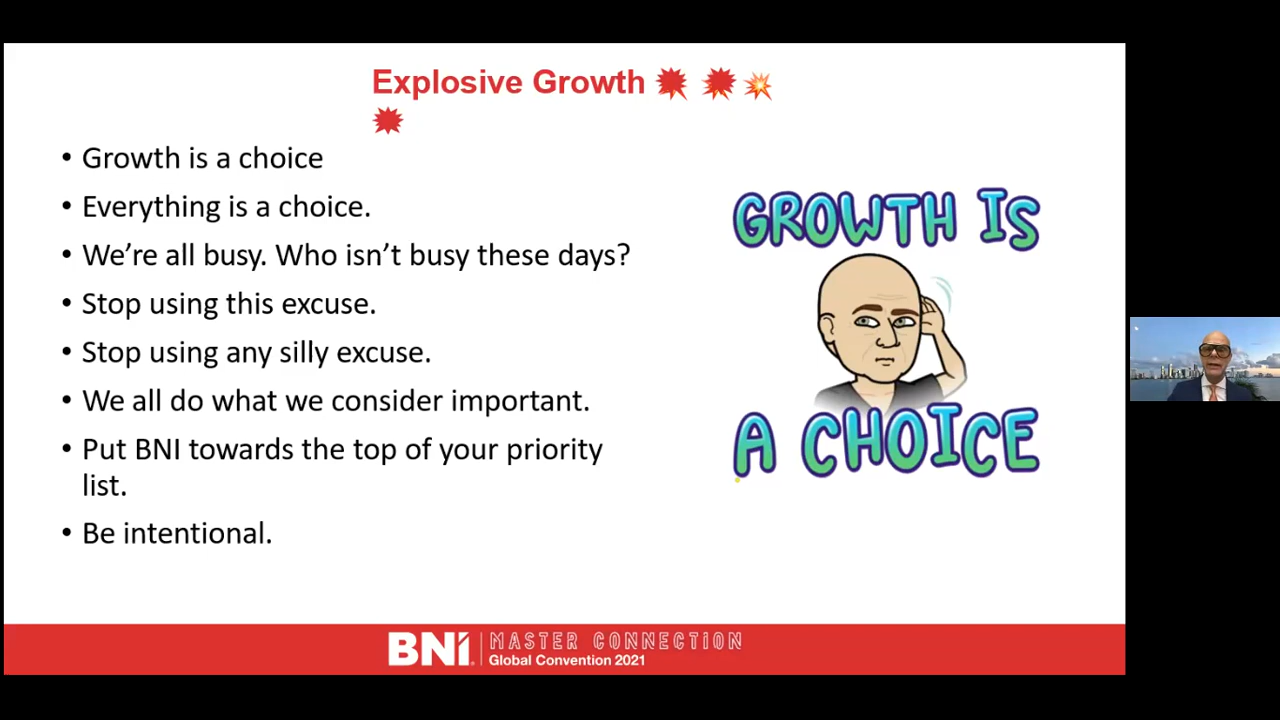 Explosive Growth
• Growth is a choice
• Everything is a choice.
• We’re all busy. Who isn’t busy these days?
• Stop using this excuse.
• Stop using any silly excuse.
• We all do what we consider important.
• Put BNI towards the top of your priority
list.
• Be intentional.
GROWTH IS
A CHOICE
BNI® MASTER CONNECTION
Global Convention 2021